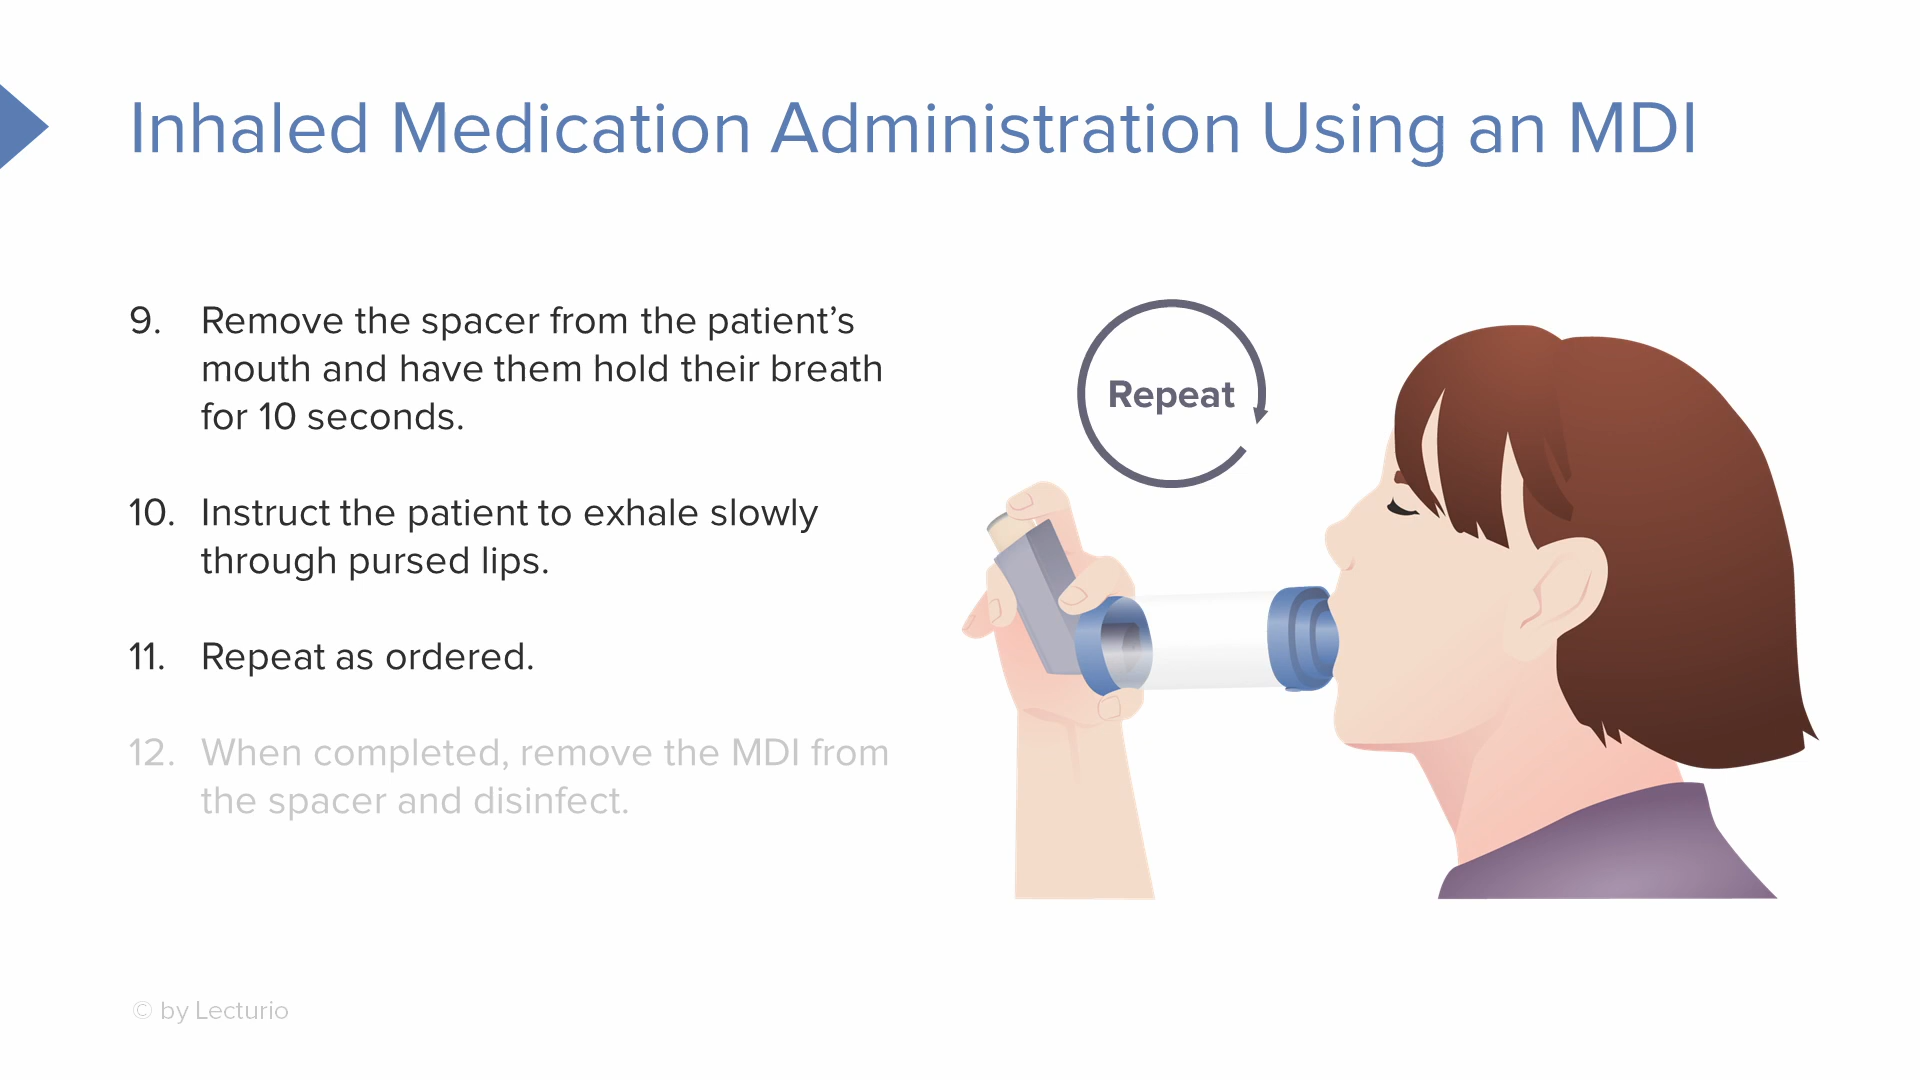 Inhaled Medication Administration Using an MDI
9. Remove the spacer from the patient’s
mouth and have them hold their breath
for 10 seconds.
10. Instruct the patient to exhale slowly
through pursed lips.
11. Repeat as ordered.
12. When completed, remove the MDI from
the spacer and disinfect.
Repeat
© by Lecturio